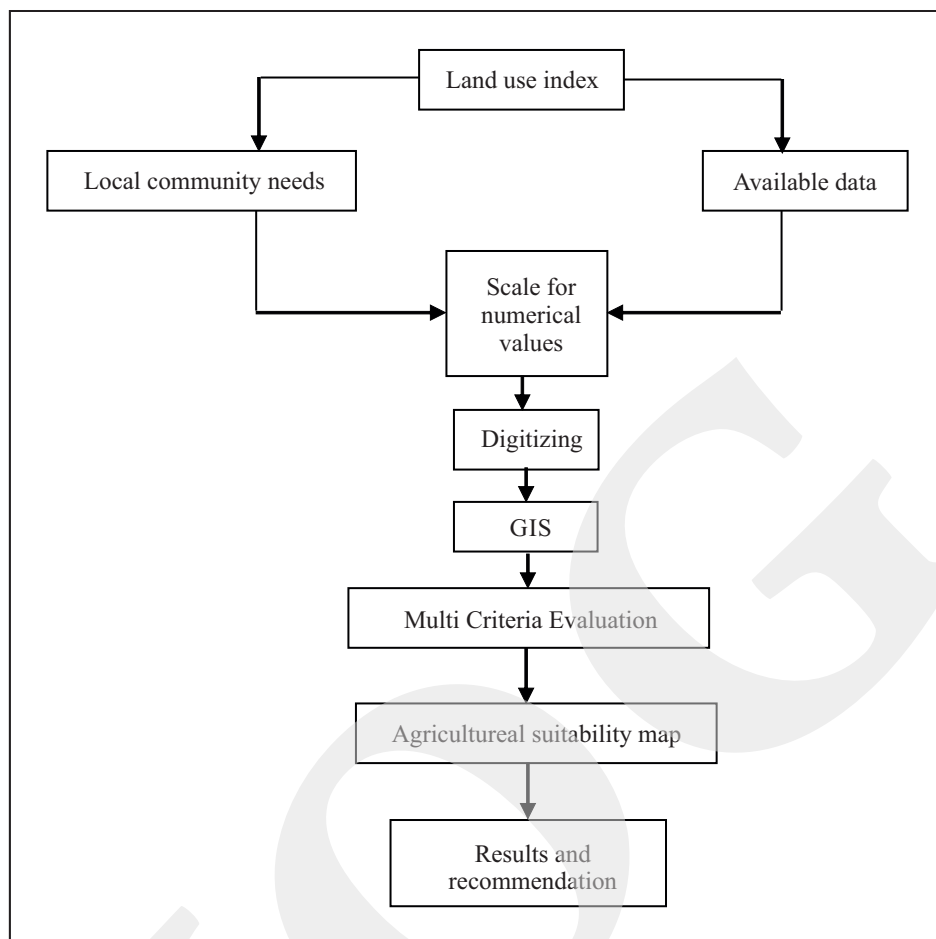 Land use index
Local community needs
Available data
Scale for
numerical
values
Digitizing
GIS
Multi Criteria Evaluation
Agricultureal suitability map
Results and
recommendation
OG